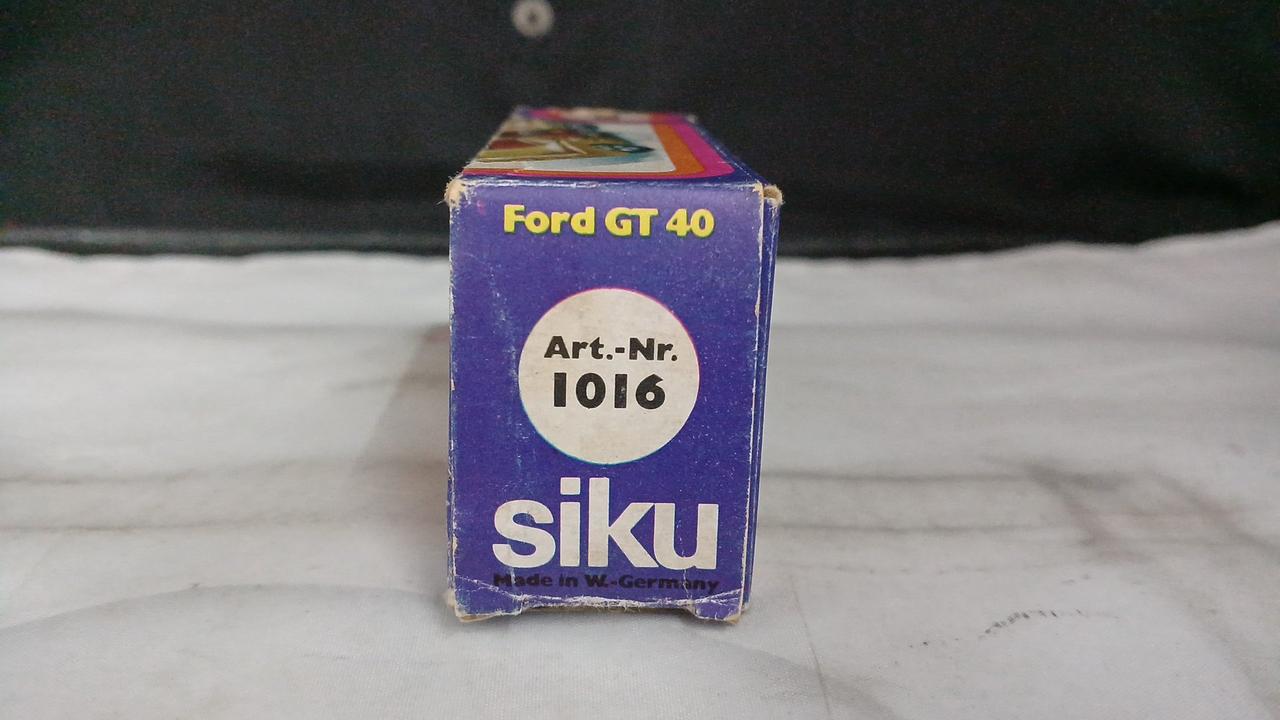 Ford GT 40
Art.-Nr.
1016
siku
Made in W.-Germany